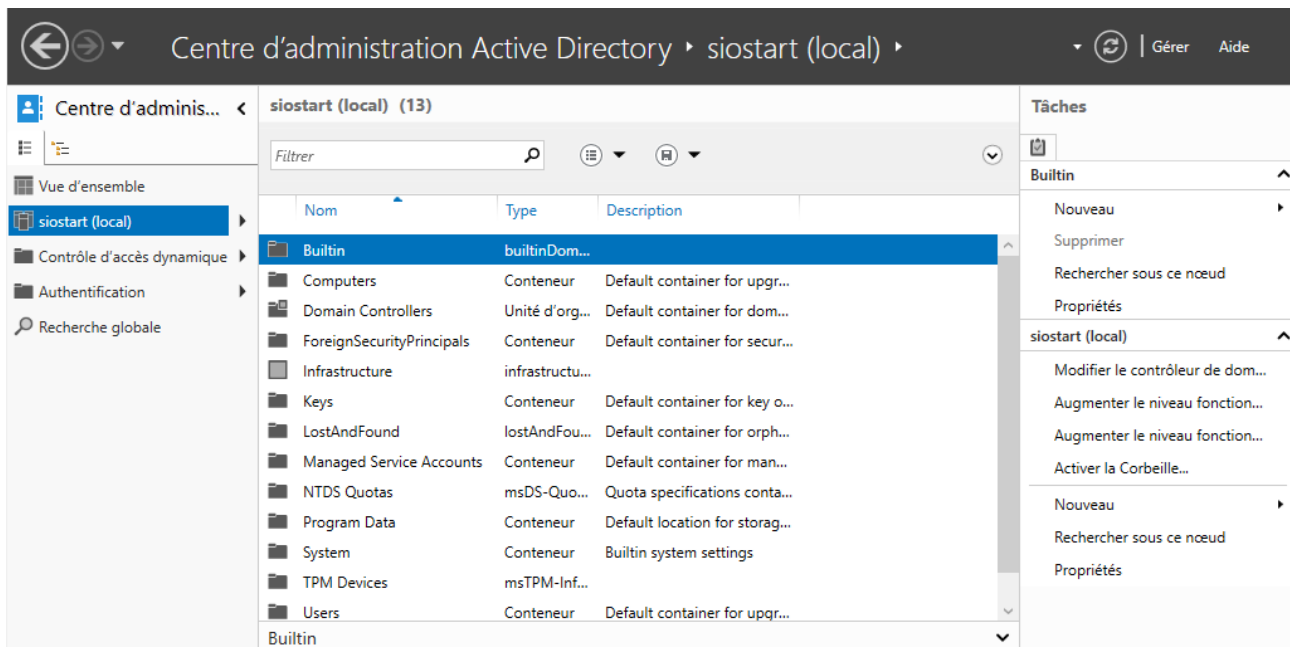 Centre d'administration Active Directory ‣ siostart (local) ‣
Gérer Aide
Centre d'adminis...
Vue d'ensemble
siostart (local)
Contrôle d'accès dynamique
Authentification
Recherche globale
siostart (local) (13)
Filtrer
Nom Type Description
Builtin builtinDom...
Computers Conteneur Default container for upgr...
Domain Controllers Unité d'org... Default container for dom...
ForeignSecurityPrincipals Conteneur Default container for secur...
Infrastructure infrastructu...
Keys Conteneur Default container for key o...
LostAndFound lostAndFou... Default container for orph...
Managed Service Accounts Conteneur Default container for man...
NTDS Quotas msDS-Quo... Quota specifications conta...
Program Data Conteneur Default location for storag...
System Conteneur Builtin system settings
TPM Devices msTPM-Inf...
Users Conteneur Default container for upgr...
Builtin
Tâches
Builtin
Nouveau
Supprimer
Rechercher sous ce nœud
Propriétés
siostart (local)
Modifier le contrôleur de dom...
Augmenter le niveau fonction...
Augmenter le niveau fonction...
Activer la Corbeille...
Nouveau
Rechercher sous ce nœud
Propriétés